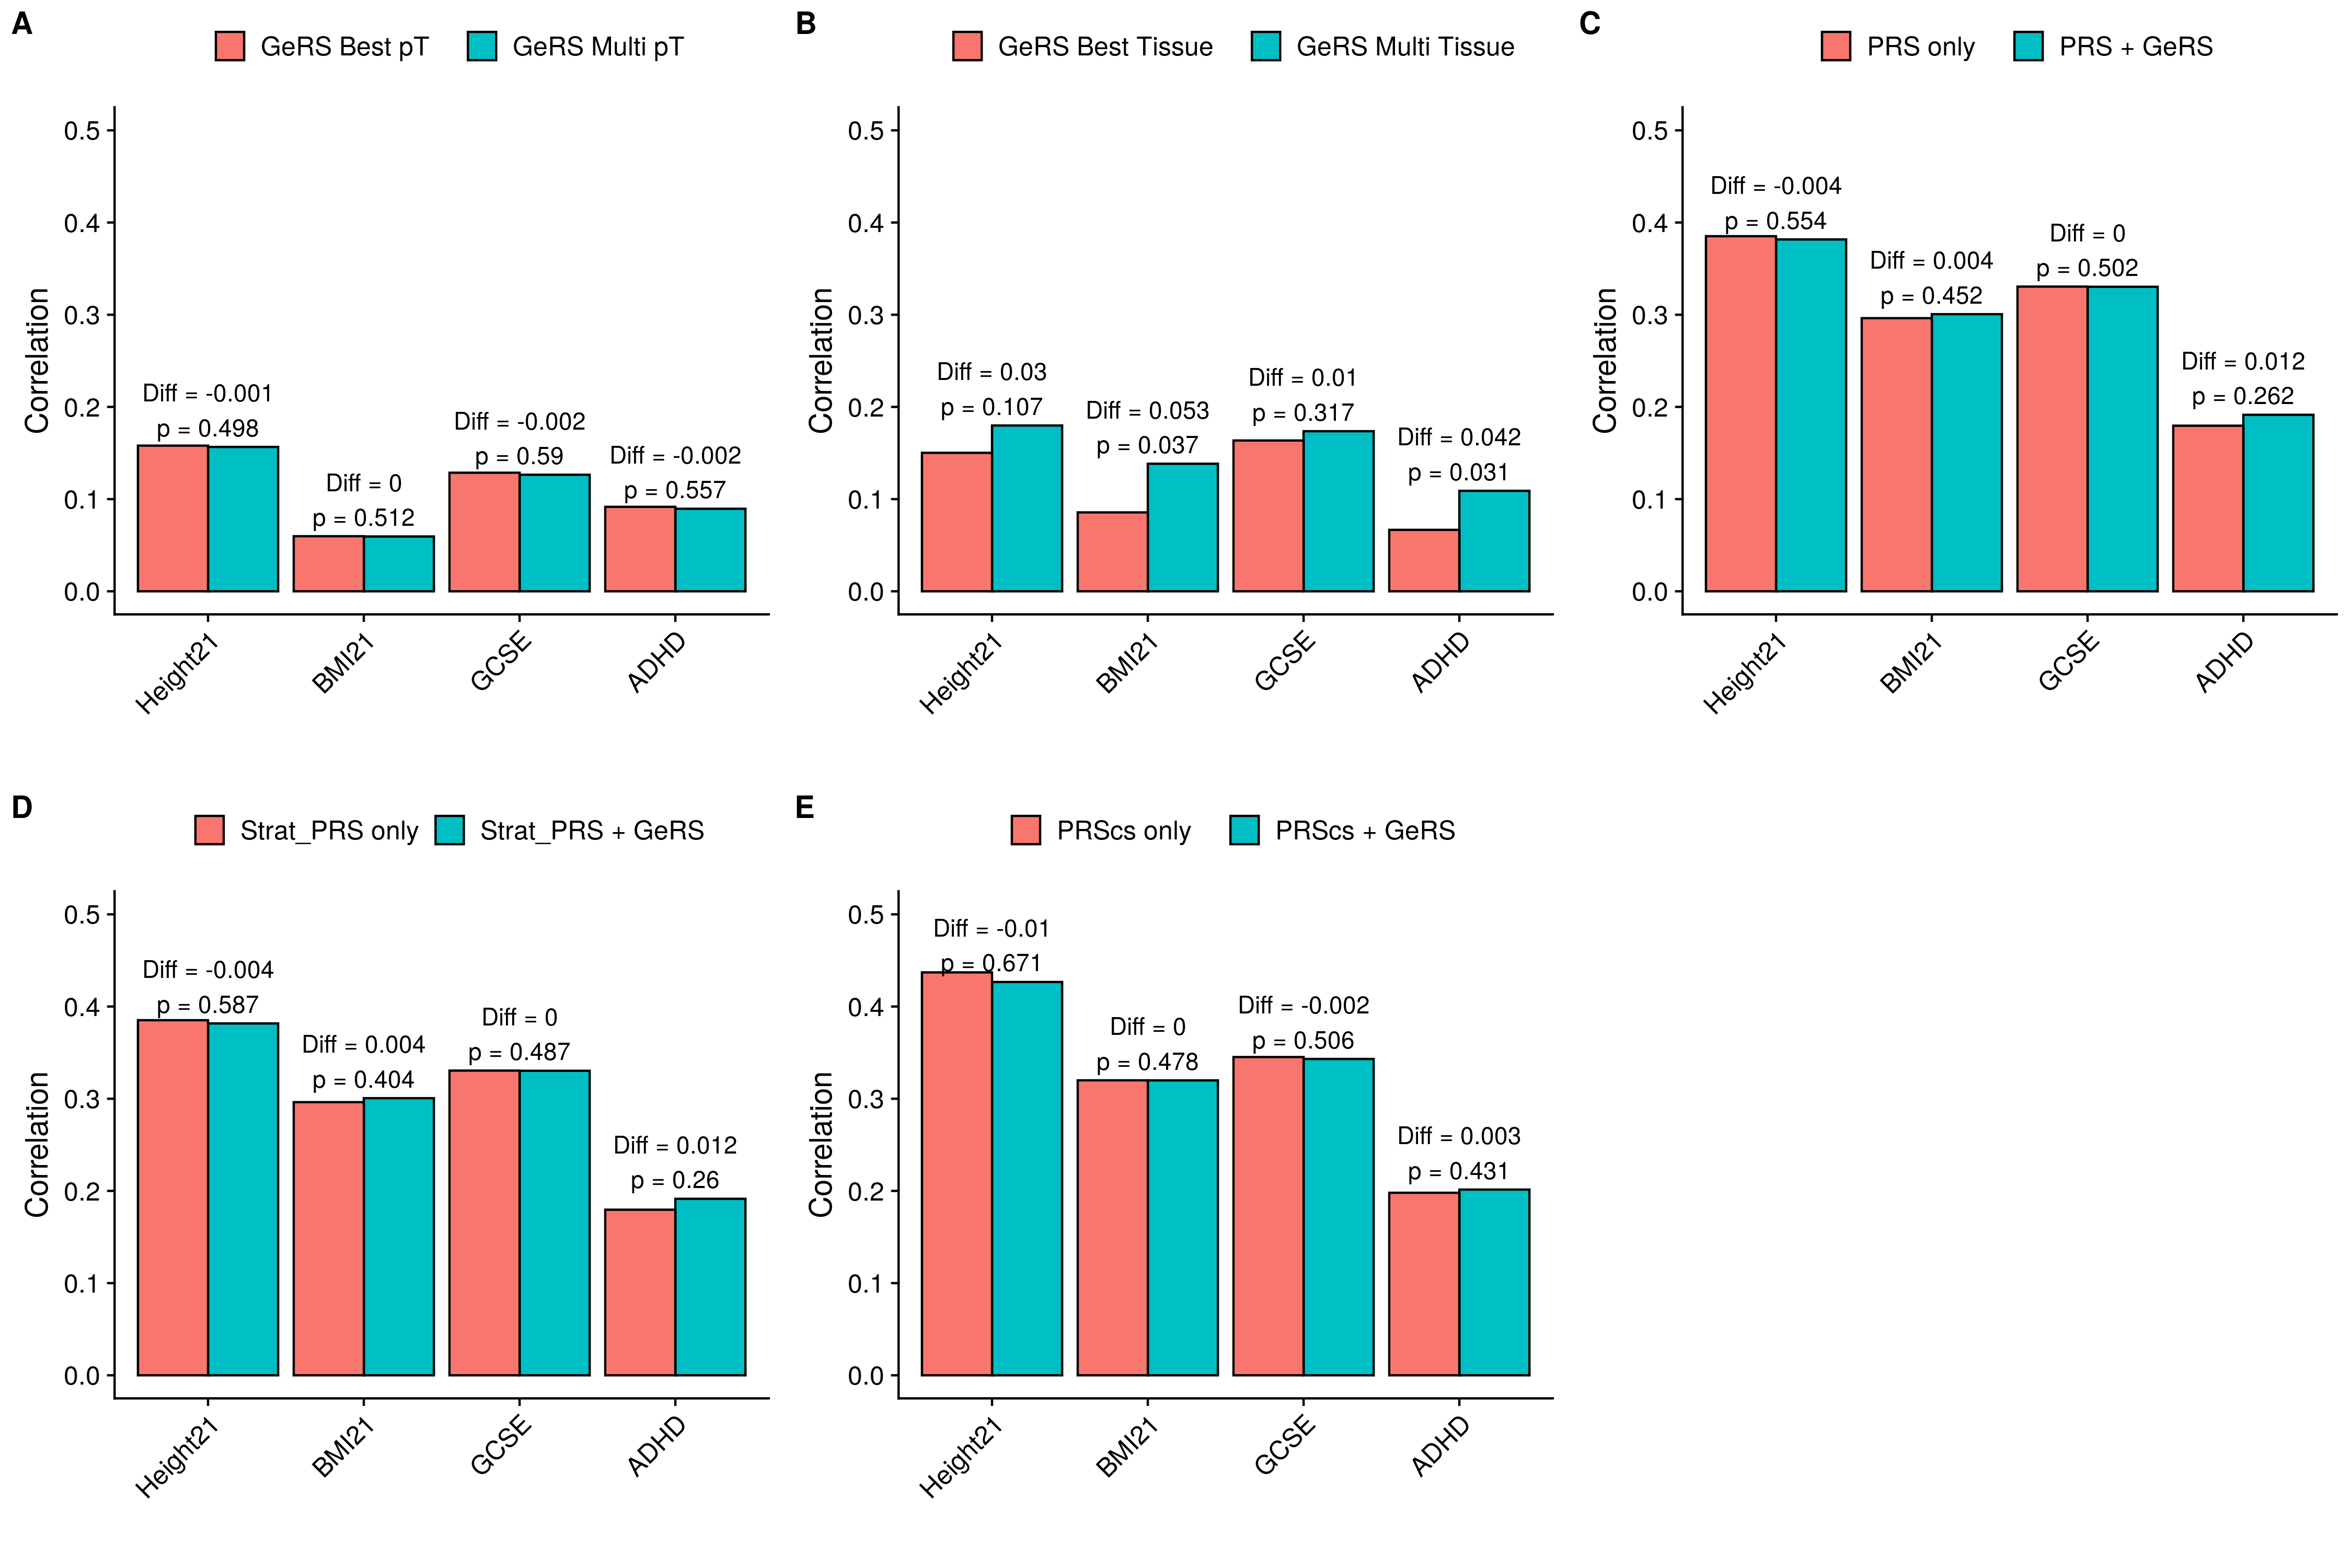 A
GeRS Best pT GeRS Multi pT
Correlation
0.5
0.4
0.3
0.2
0.1
0.0
Diff = -0.001
p = 0.498
Diff = 0
p = 0.512
Diff = -0.002
p = 0.59
Diff = -0.002
p = 0.557
Height21
BMI21
GCSE
ADHD
B
GeRS Best Tissue GeRS Multi Tissue
Correlation
0.5
0.4
0.3
0.2
0.1
0.0
Diff = 0.03
p = 0.107
Diff = 0.053
p = 0.037
Diff = 0.01
p = 0.317
Diff = 0.042
p = 0.031
Height21
BMI21
GCSE
ADHD
C
PRS only PRS + GeRS
Correlation
0.5
0.4
0.3
0.2
0.1
0.0
Diff = -0.004
p = 0.554
Diff = 0.004
p = 0.452
Diff = 0
p = 0.502
Diff = 0.012
p = 0.262
Height21
BMI21
GCSE
ADHD
D
Strat_PRS only Strat_PRS + GeRS
Correlation
0.5
0.4
0.3
0.2
0.1
0.0
Diff = -0.004
p = 0.587
Diff = 0.004
p = 0.404
Diff = 0
p = 0.487
Diff = 0.012
p = 0.26
Height21
BMI21
GCSE
ADHD
E
PRScs only PRScs + GeRS
Correlation
0.5
0.4
0.3
0.2
0.1
0.0
Diff = -0.01
p = 0.671
Diff = 0
p = 0.478
Diff = -0.002
p = 0.506
Diff = 0.003
p = 0.431
Height21
BMI21
GCSE
ADHD